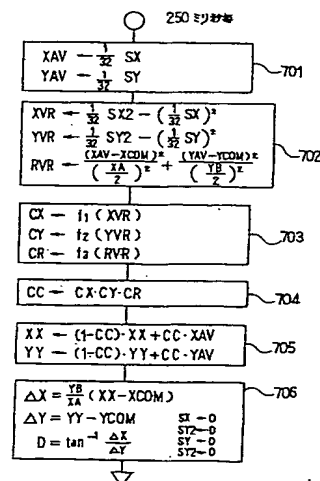 250 ミリ秒毎
XAV ← 1/32 SX
YAV ← 1/32 SY
701
XVR ← 1/32 SX2 − (1/32 SX)²
YVR ← 1/32 SY2 − (1/32 SY)²
RVR ← (XAV−XCOM)²/(XA/2)² + (YAV−YCOM)²/(YB/2)²
702
CX ← f₁ (XVR)
CY ← f₂ (YVR)
CR ← f₃ (RVR)
703
CC ← CX·CY·CR
704
XX ← (1−CC)·XX + CC·XAV
YY ← (1−CC)·YY + CC·YAV
705
706
ΔX = YB/XA (XX−XCOM)
ΔY = YY−YCOM
D = tan⁻¹ ΔX/ΔY
SX ← 0
SY2 ← 0
SY ← 0
SY2 ← 0